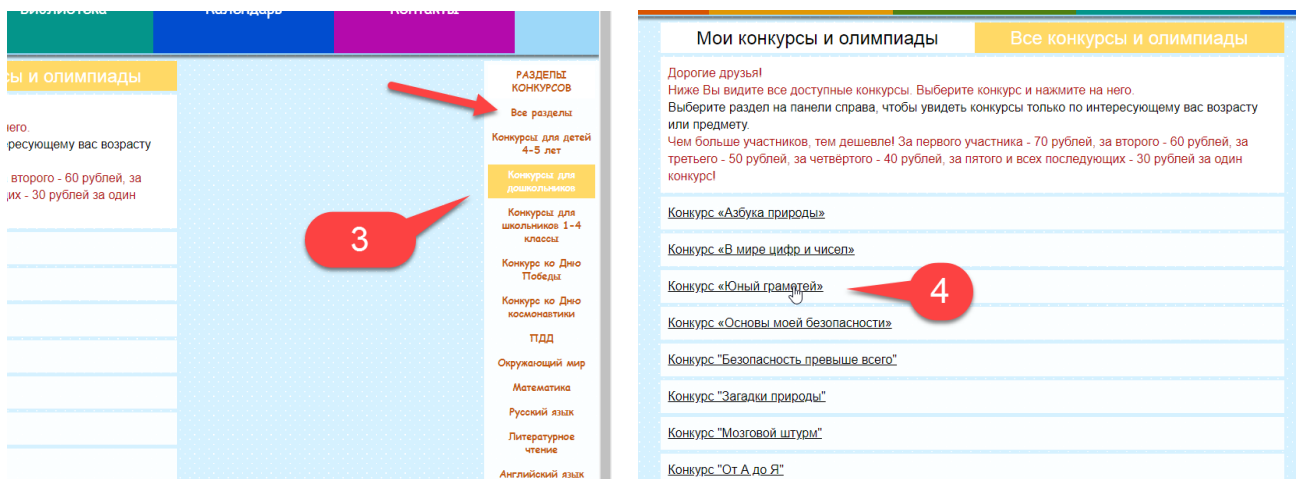 Библиотека
Календарь
Контакты
сы и олимпиады
него.
ресующему вас возрасту
второго - 60 рублей, за
их - 30 рублей за один
РАЗДЕЛЫ
КОНКУРСОВ
Все разделы
Конкурсы для детей
4-5 лет
Конкурсы для
дошкольников
Конкурсы для
школьников 1-4
классы
Конкурс ко Дню
Победы
Конкурс ко Дню
космонавтики
ПДД
Окружающий мир
Математика
Русский язык
Литературное
чтение
Английский язык
3
Мои конкурсы и олимпиады
Все конкурсы и олимпиады
Дорогие друзья!
Ниже Вы видите все доступные конкурсы. Выберите конкурс и нажмите на него.
Выберите раздел на панели справа, чтобы увидеть конкурсы только по интересующему вас возрасту
или предмету.
Чем больше участников, тем дешевле! За первого участника - 70 рублей, за второго - 60 рублей, за
третьего - 50 рублей, за четвёртого - 40 рублей, за пятого и всех последующих - 30 рублей за один
конкурс!
Конкурс «Азбука природы»
Конкурс «В мире цифр и чисел»
Конкурс «Юный грамотей»
4
Конкурс «Основы моей безопасности»
Конкурс "Безопасность превыше всего"
Конкурс "Загадки природы"
Конкурс "Мозговой штурм"
Конкурс "От А до Я"